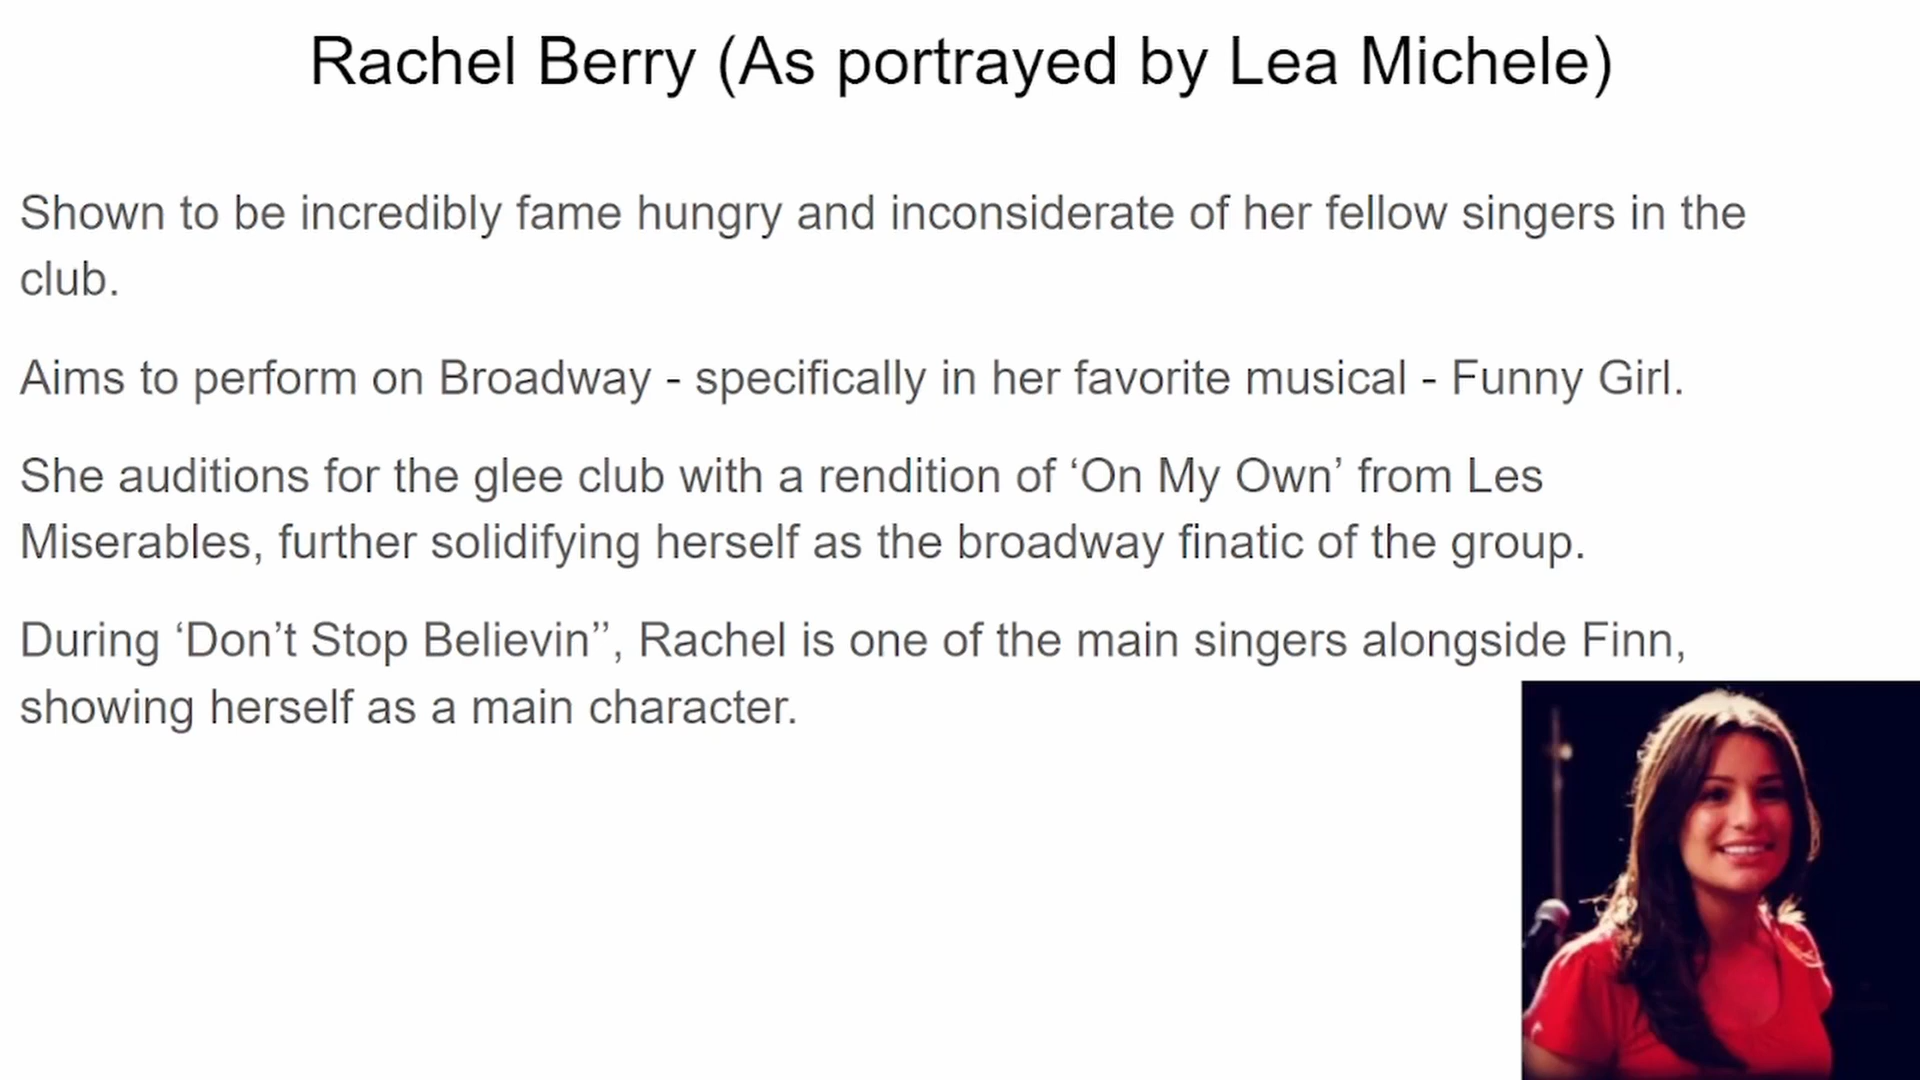 Rachel Berry (As portrayed by Lea Michele)
Shown to be incredibly fame hungry and inconsiderate of her fellow singers in the
club.
Aims to perform on Broadway - specifically in her favorite musical - Funny Girl.
She auditions for the glee club with a rendition of ‘On My Own’ from Les
Miserables, further solidifying herself as the broadway finatic of the group.
During ‘Don’t Stop Believin’’, Rachel is one of the main singers alongside Finn,
showing herself as a main character.